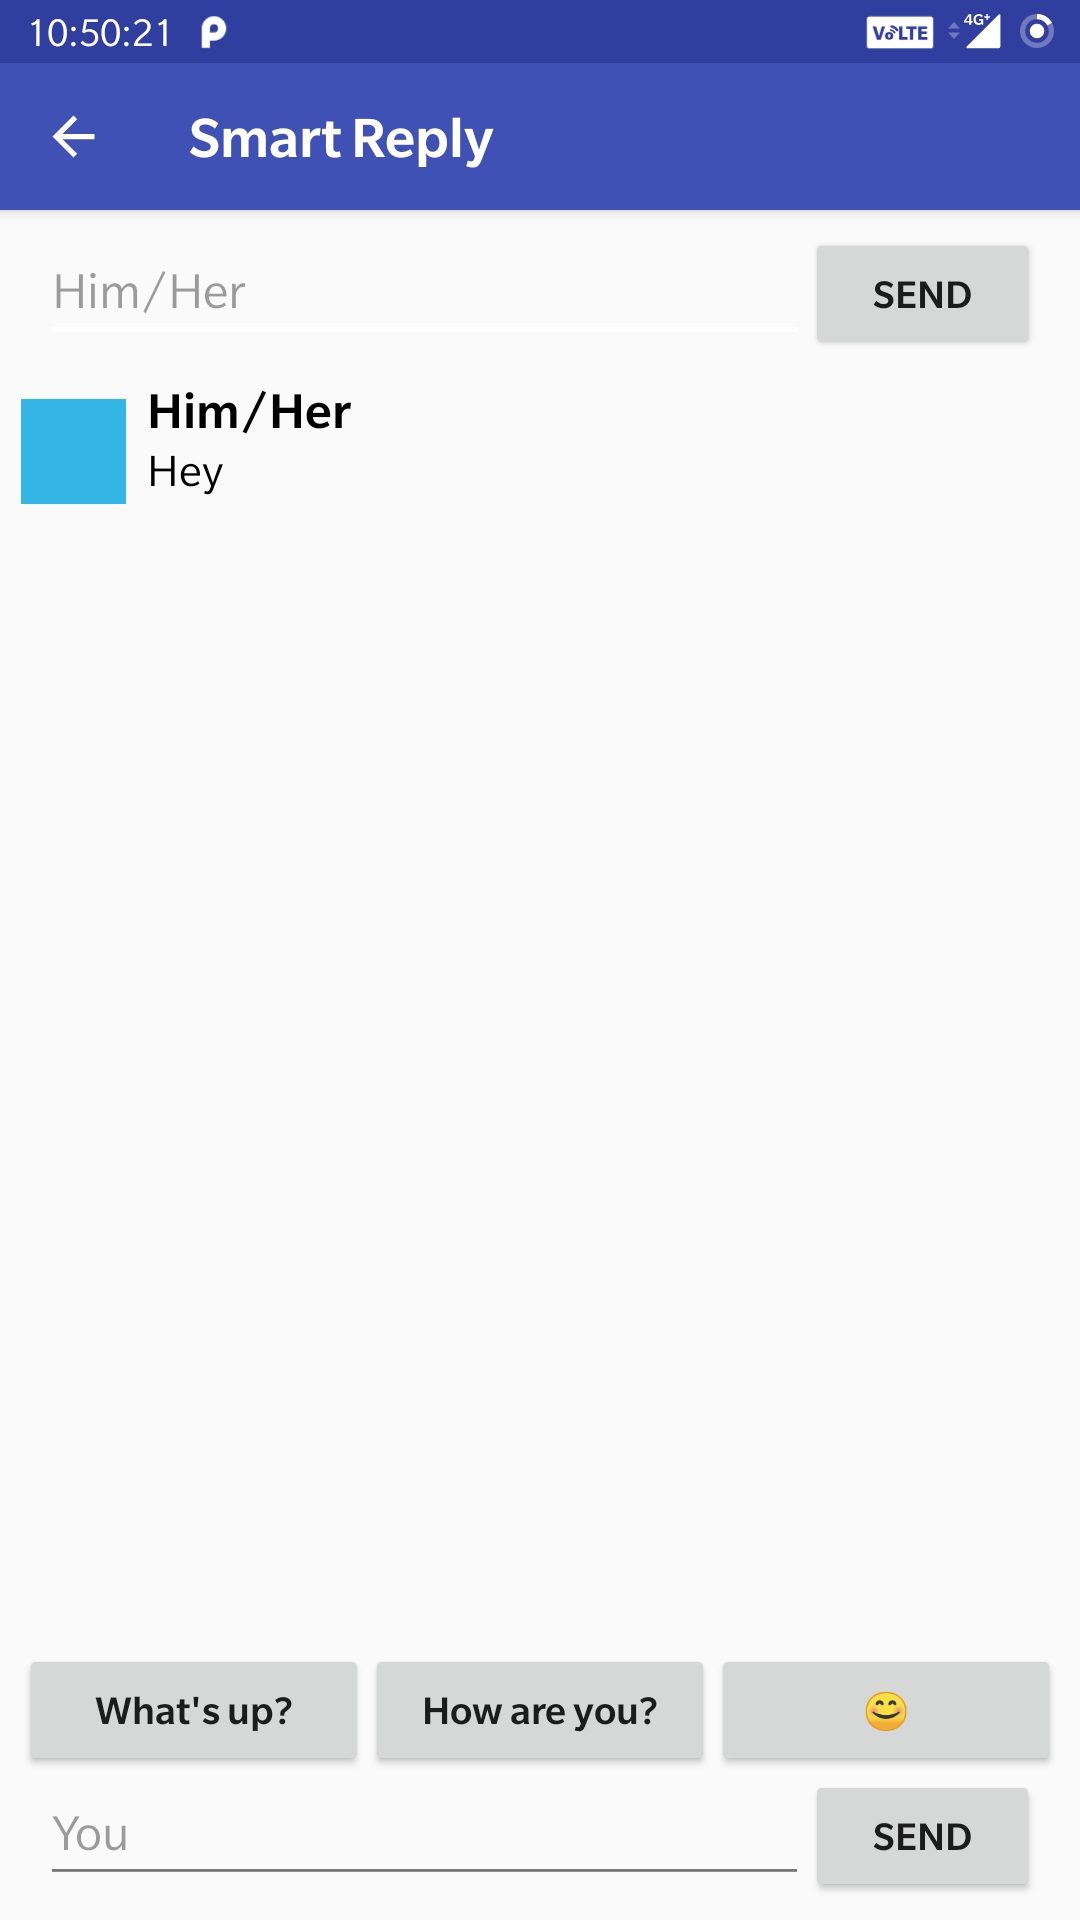 10:50:21 VoLTE 4G+
Smart Reply
Him/Her SEND
Him/Her
Hey
What's up? How are you? 😊
You SEND